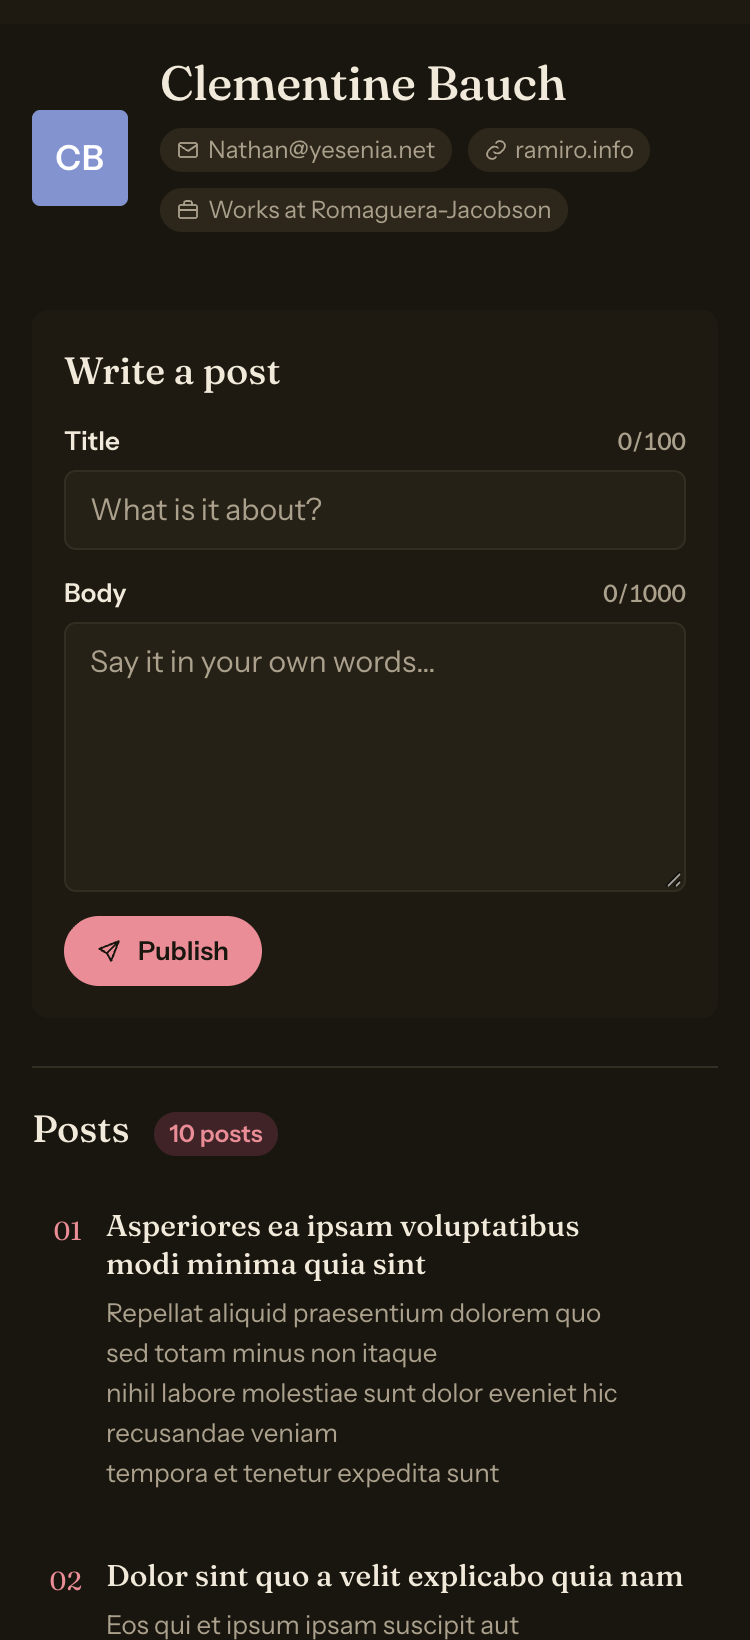 Clementine Bauch
CB
Nathan@yesenia.net
ramiro.info
Works at Romaguera-Jacobson
Write a post
Title
0/100
What is it about?
Body
0/1000
Say it in your own words...
Publish
Posts
10 posts
01
Asperiores ea ipsam voluptatibus
modi minima quia sint
Repellat aliquid praesentium dolorem quo
sed totam minus non itaque
nihil labore molestiae sunt dolor eveniet hic
recusandae veniam
tempora et tenetur expedita sunt
02
Dolor sint quo a velit explicabo quia nam
Eos qui et ipsum ipsam suscipit aut